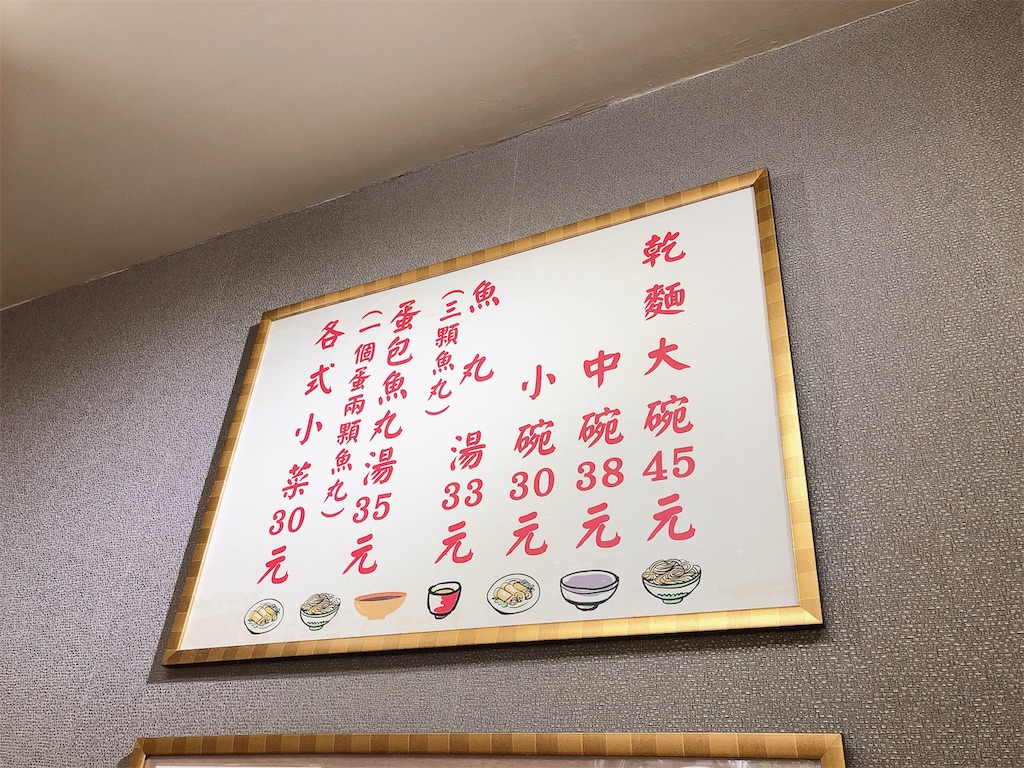 乾麵大碗45元
中碗38元
小碗30元
魚丸湯33元
（三顆魚丸）
蛋包魚丸湯35元
（一個蛋兩顆魚丸）
各式小菜30元